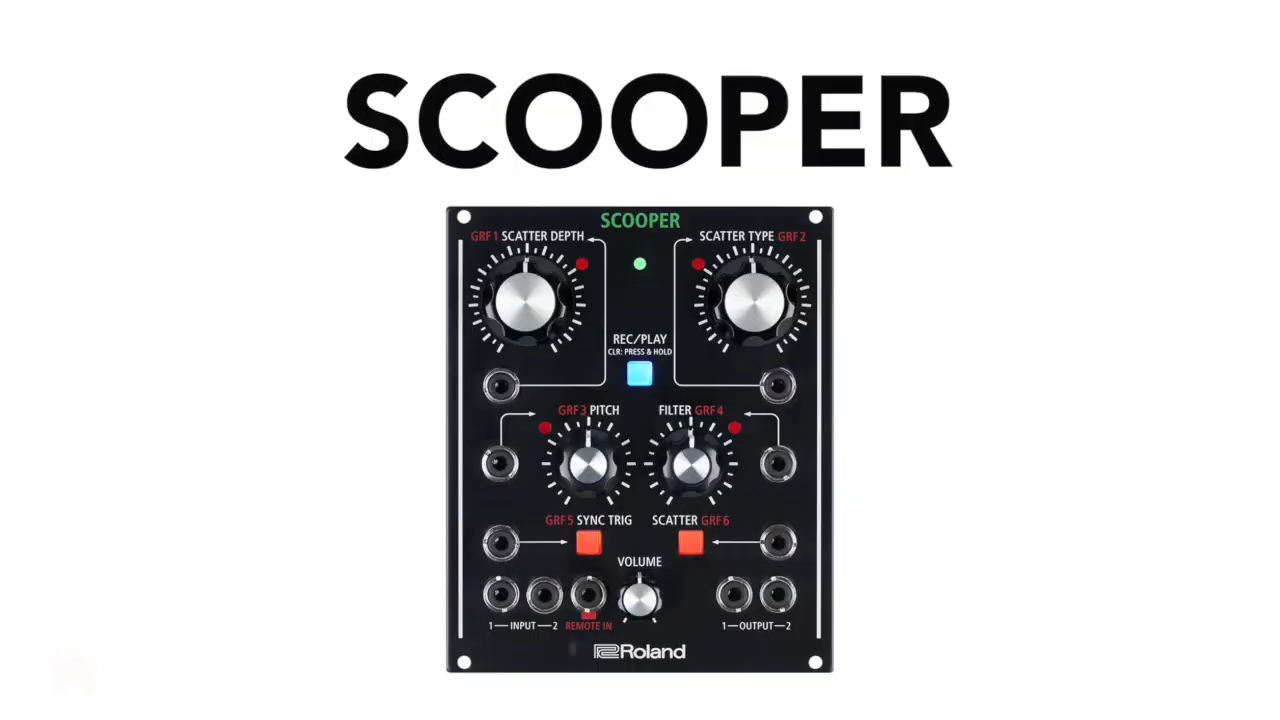 SCOOPER
SCOOPER
GRF1 SCATTER DEPTH
SCATTER TYPE GRF2
REC/PLAY
CLR: PRESS & HOLD
GRF3 PITCH
FILTER GRF4
GRF5 SYNC TRIG
SCATTER GRF6
VOLUME
1—INPUT—2
REMOTE IN
1—OUTPUT—2
Roland